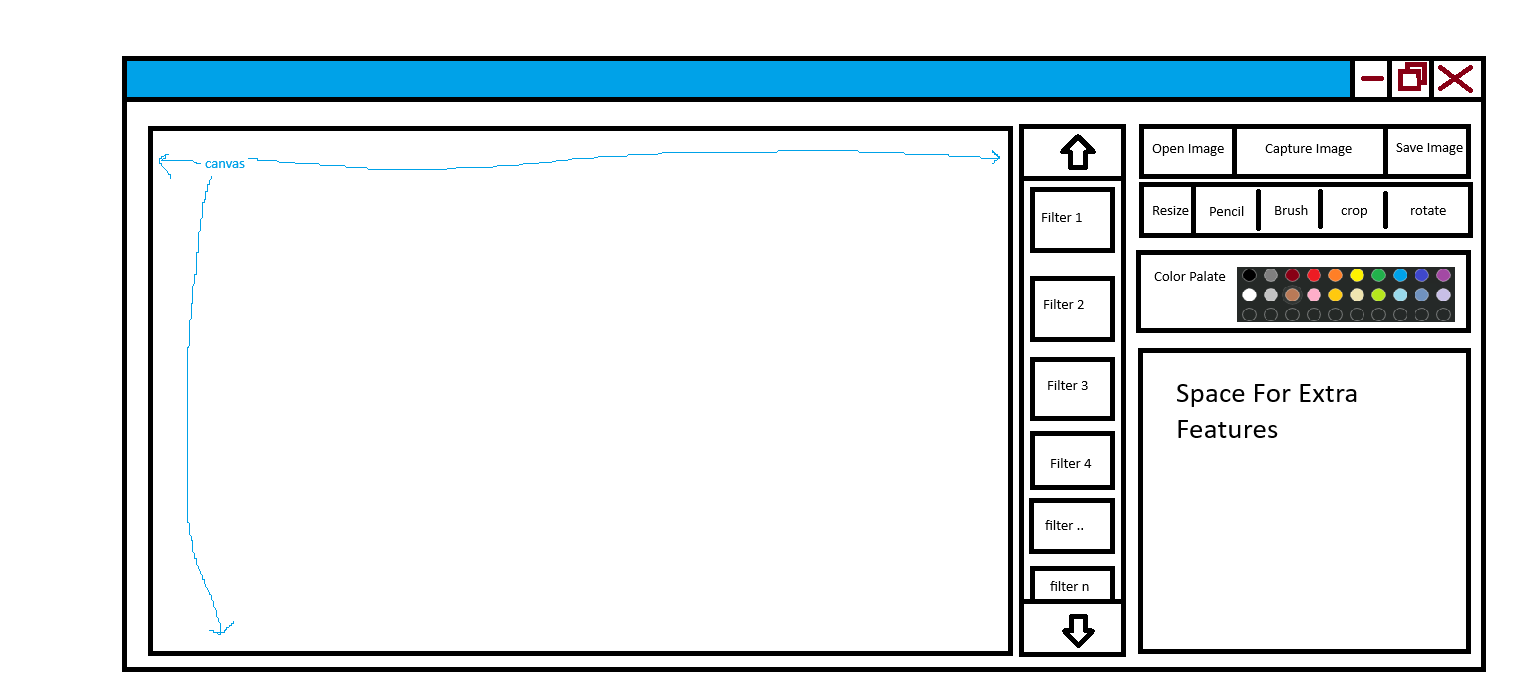 canvas
Filter 1
Filter 2
Filter 3
Filter 4
filter ..
filter n
Open Image
Capture Image
Save Image
Resize
Pencil
Brush
crop
rotate
Color Palate
Space For Extra
Features